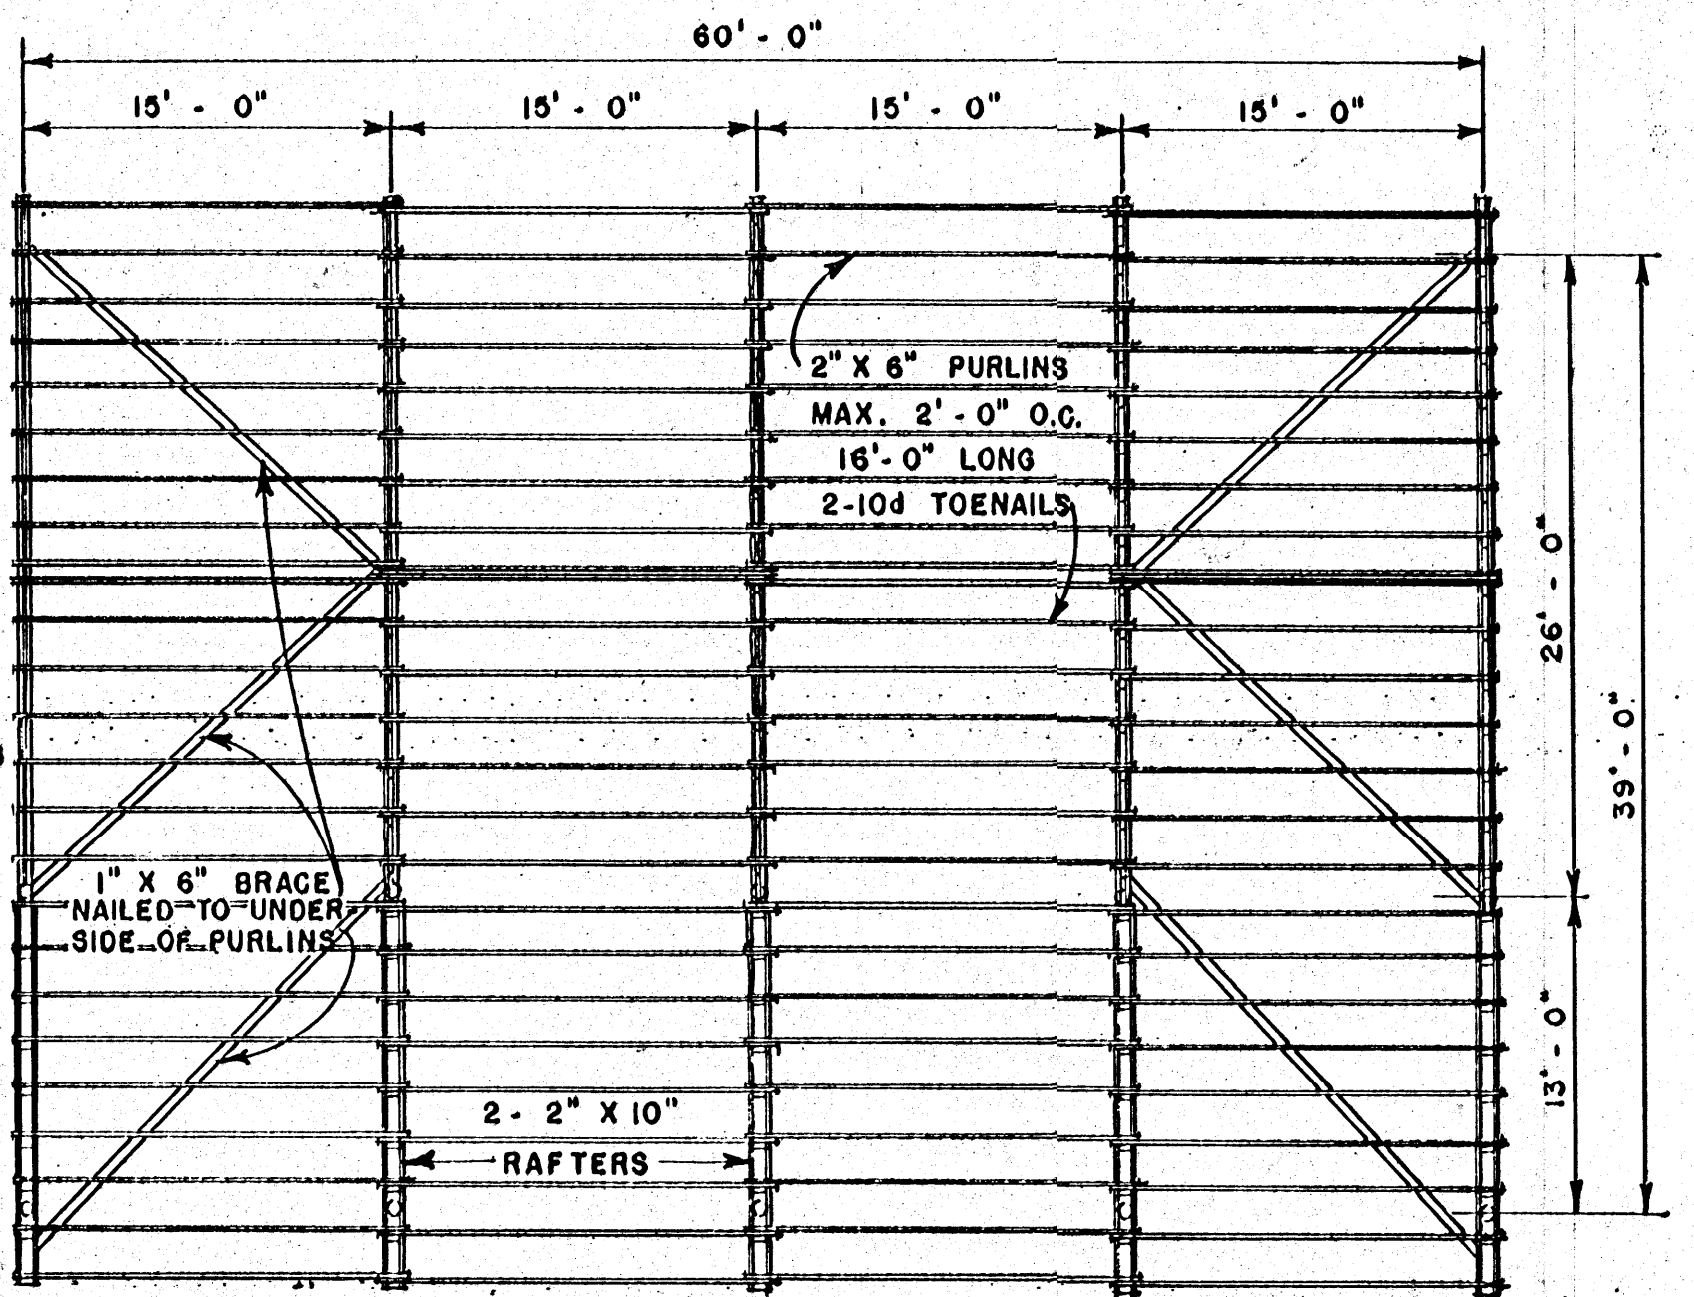 60' - 0"
15' - 0" 15' - 0" 15' - 0" 15' - 0"
2" X 6" PURLINS
MAX. 2' - 0" O.C.
16'- 0" LONG
2-10d TOENAILS
26' - 0"
39' - 0"
1" X 6" BRACE
NAILED TO UNDER
SIDE OF PURLINS
13' - 0"
2 - 2" X 10"
RAFTERS